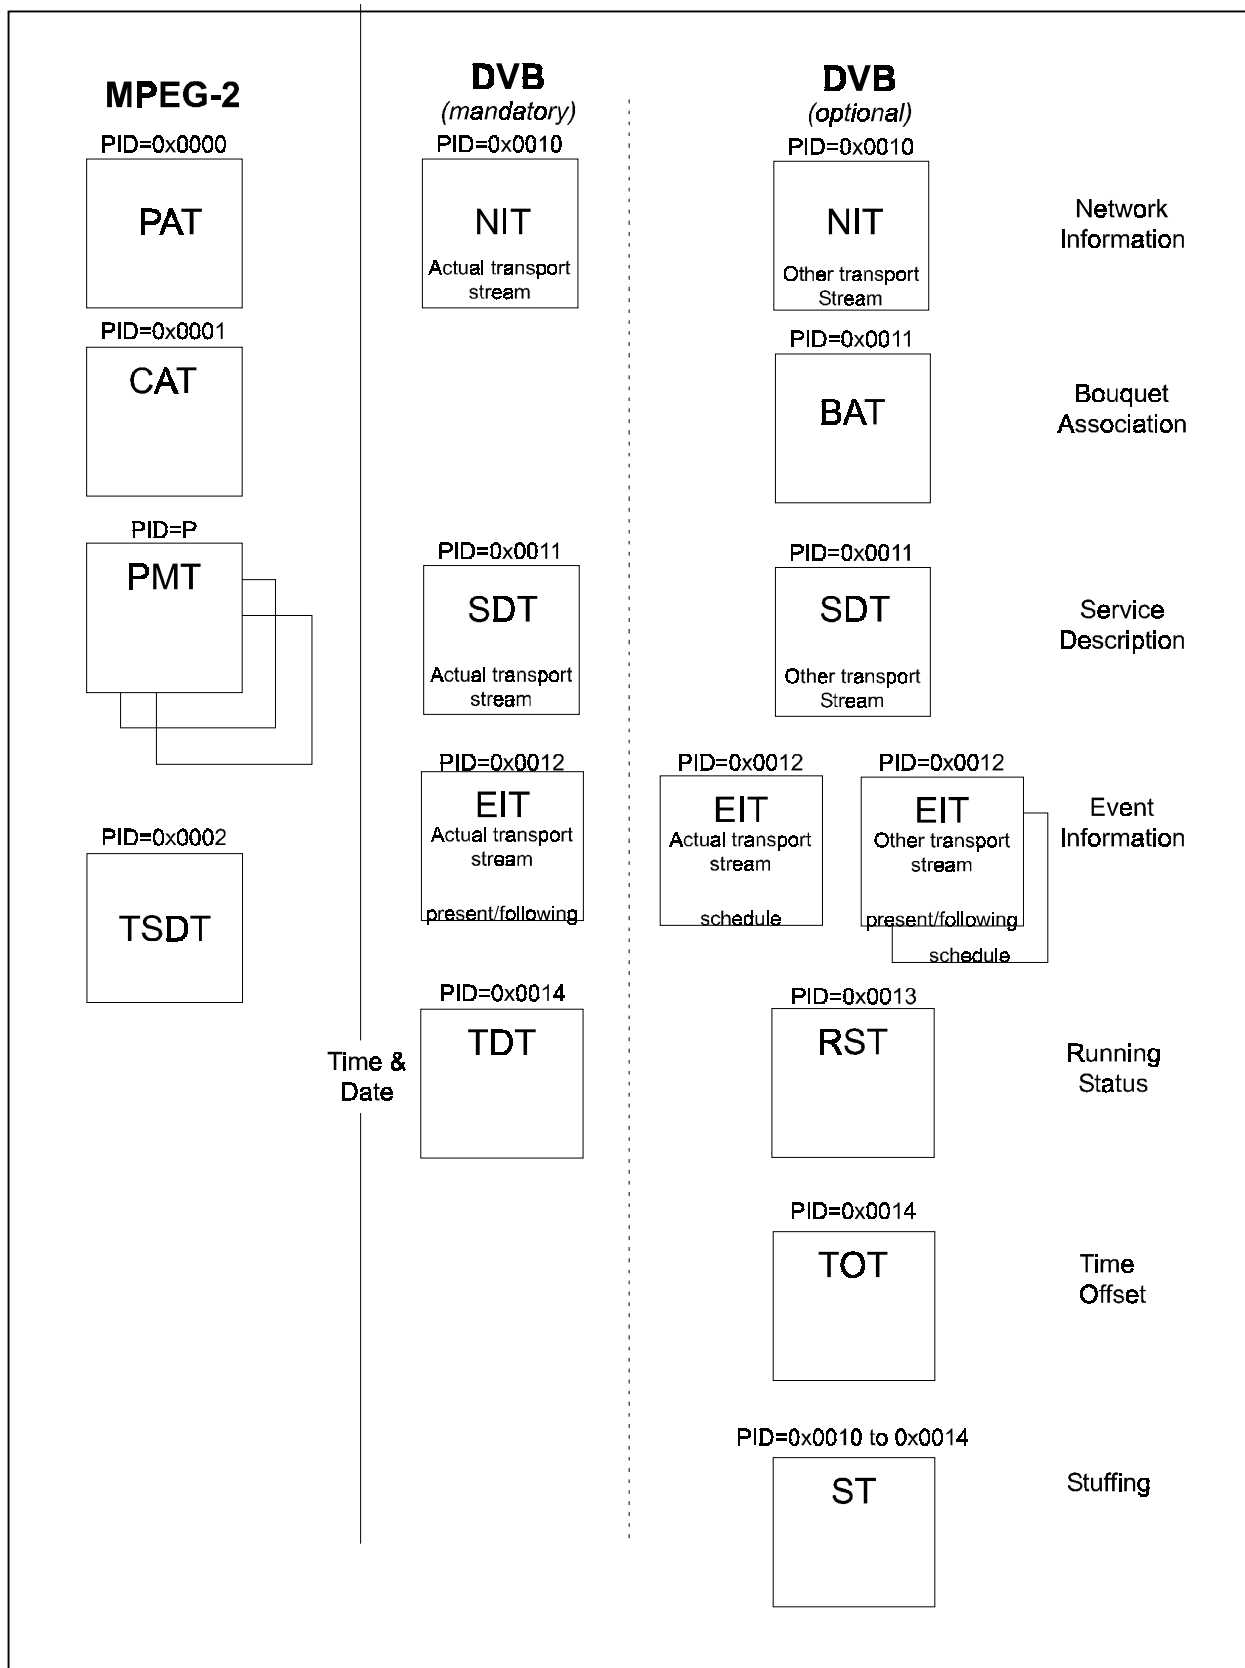 MPEG-2
PID=0x0000
PAT
PID=0x0001
CAT
PID=P
PMT
PID=0x0002
TSDT
DVB
(mandatory)
PID=0x0010
NIT
Actual transport
stream
PID=0x0011
SDT
Actual transport
stream
PID=0x0012
EIT
Actual transport
stream
present/following
Time &
Date
PID=0x0014
TDT
DVB
(optional)
PID=0x0010
NIT
Other transport
Stream
Network
Information
PID=0x0011
BAT
Bouquet
Association
PID=0x0011
SDT
Other transport
Stream
Service
Description
PID=0x0012
EIT
Actual transport
stream
schedule
PID=0x0012
EIT
Other transport
stream
present/following
schedule
Event
Information
PID=0x0013
RST
Running
Status
PID=0x0014
TOT
Time
Offset
PID=0x0010 to 0x0014
ST
Stuffing